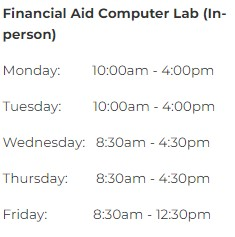 Financial Aid Computer Lab (In-
person)
Monday: 10:00am - 4:00pm
Tuesday: 10:00am - 4:00pm
Wednesday: 8:30am - 4:30pm
Thursday: 8:30am - 4:30pm
Friday: 8:30am - 12:30pm